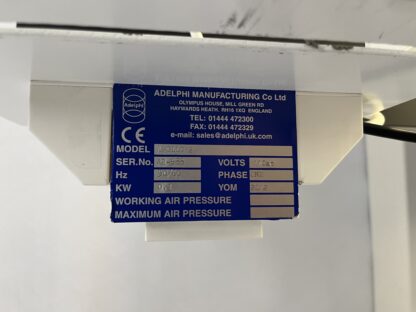 ADELPHI MANUFACTURING Co Ltd
OLYMPUS HOUSE, MILL GREEN RD
HAYWARDS HEATH. RH16 1XQ ENGLAND
TEL: 01444 472300
FAX: 01444 472329
e-mail: sales@adelphi.uk.com
Adelphi
CE
MODEL
SER.No. VOLTS
Hz PHASE
KW YOM
WORKING AIR PRESSURE
MAXIMUM AIR PRESSURE